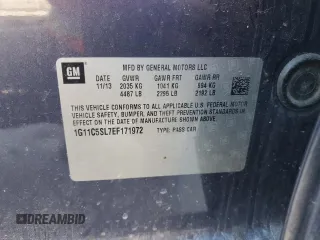 GM
MFD BY GENERAL MOTORS LLC
11/13 GVWR GAWR FRT GAWR RR
2035 KG 1041 KG 994 KG
4487 LB 2295 LB 2192 LB
THIS VEHICLE CONFORMS TO ALL APPLICABLE U.S. FEDERAL MOTOR
VEHICLE SAFETY, BUMPER, AND THEFT PREVENTION STANDARDS
IN EFFECT ON THE DATE OF MANUFACTURE SHOWN ABOVE.
1G11C5SL7EF171972 TYPE: PASS CAR
DREAMBID